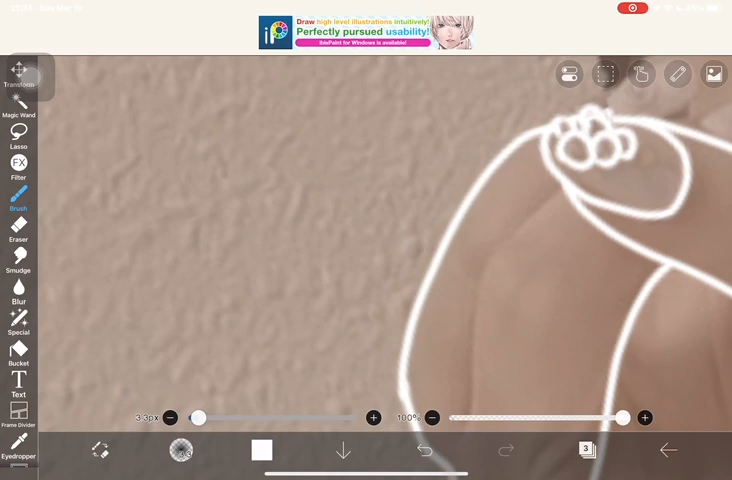 Draw high level illustrations intuitively!
iP Perfectly pursued usability!
ibisPaint for Windows is available!
Transform
Magic Wand
Lasso
FX
Filter
Brush
Eraser
Smudge
Blur
Special
Bucket
T
Text
Frame Divider
Eyedropper
3.3px
100%
3